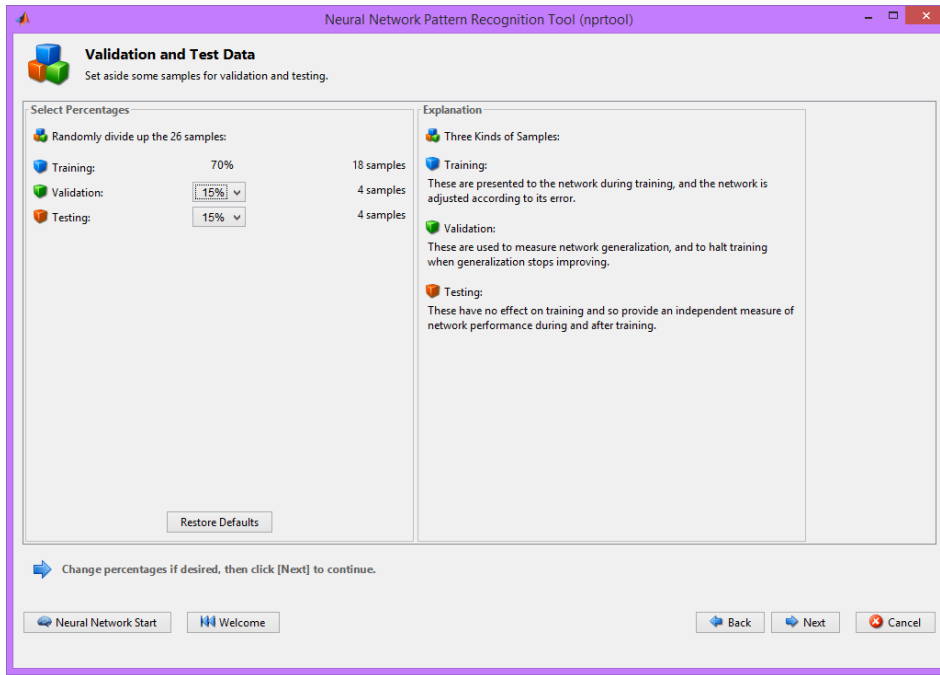 Neural Network Pattern Recognition Tool (nprtool)
Validation and Test Data
Set aside some samples for validation and testing.
Select Percentages
Randomly divide up the 26 samples:
Training: 70% 18 samples
Validation: 15% 4 samples
Testing: 15% 4 samples
Restore Defaults
Explanation
Three Kinds of Samples:
Training:
These are presented to the network during training, and the network is
adjusted according to its error.
Validation:
These are used to measure network generalization, and to halt training
when generalization stops improving.
Testing:
These have no effect on training and so provide an independent measure of
network performance during and after training.
Change percentages if desired, then click [Next] to continue.
Neural Network Start Welcome Back Next Cancel